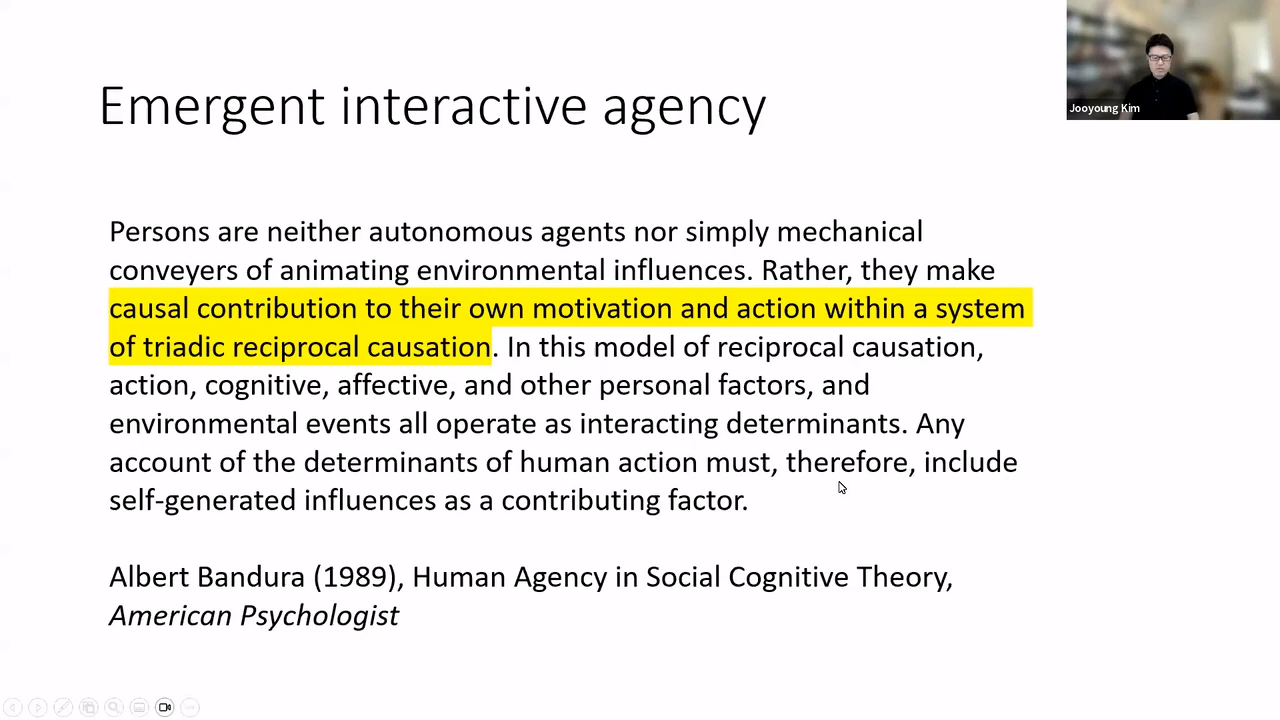 Emergent interactive agency
Jooyoung Kim
Persons are neither autonomous agents nor simply mechanical
conveyers of animating environmental influences. Rather, they make
causal contribution to their own motivation and action within a system
of triadic reciprocal causation. In this model of reciprocal causation,
action, cognitive, affective, and other personal factors, and
environmental events all operate as interacting determinants. Any
account of the determinants of human action must, therefore, include
self-generated influences as a contributing factor.
Albert Bandura (1989), Human Agency in Social Cognitive Theory,
American Psychologist